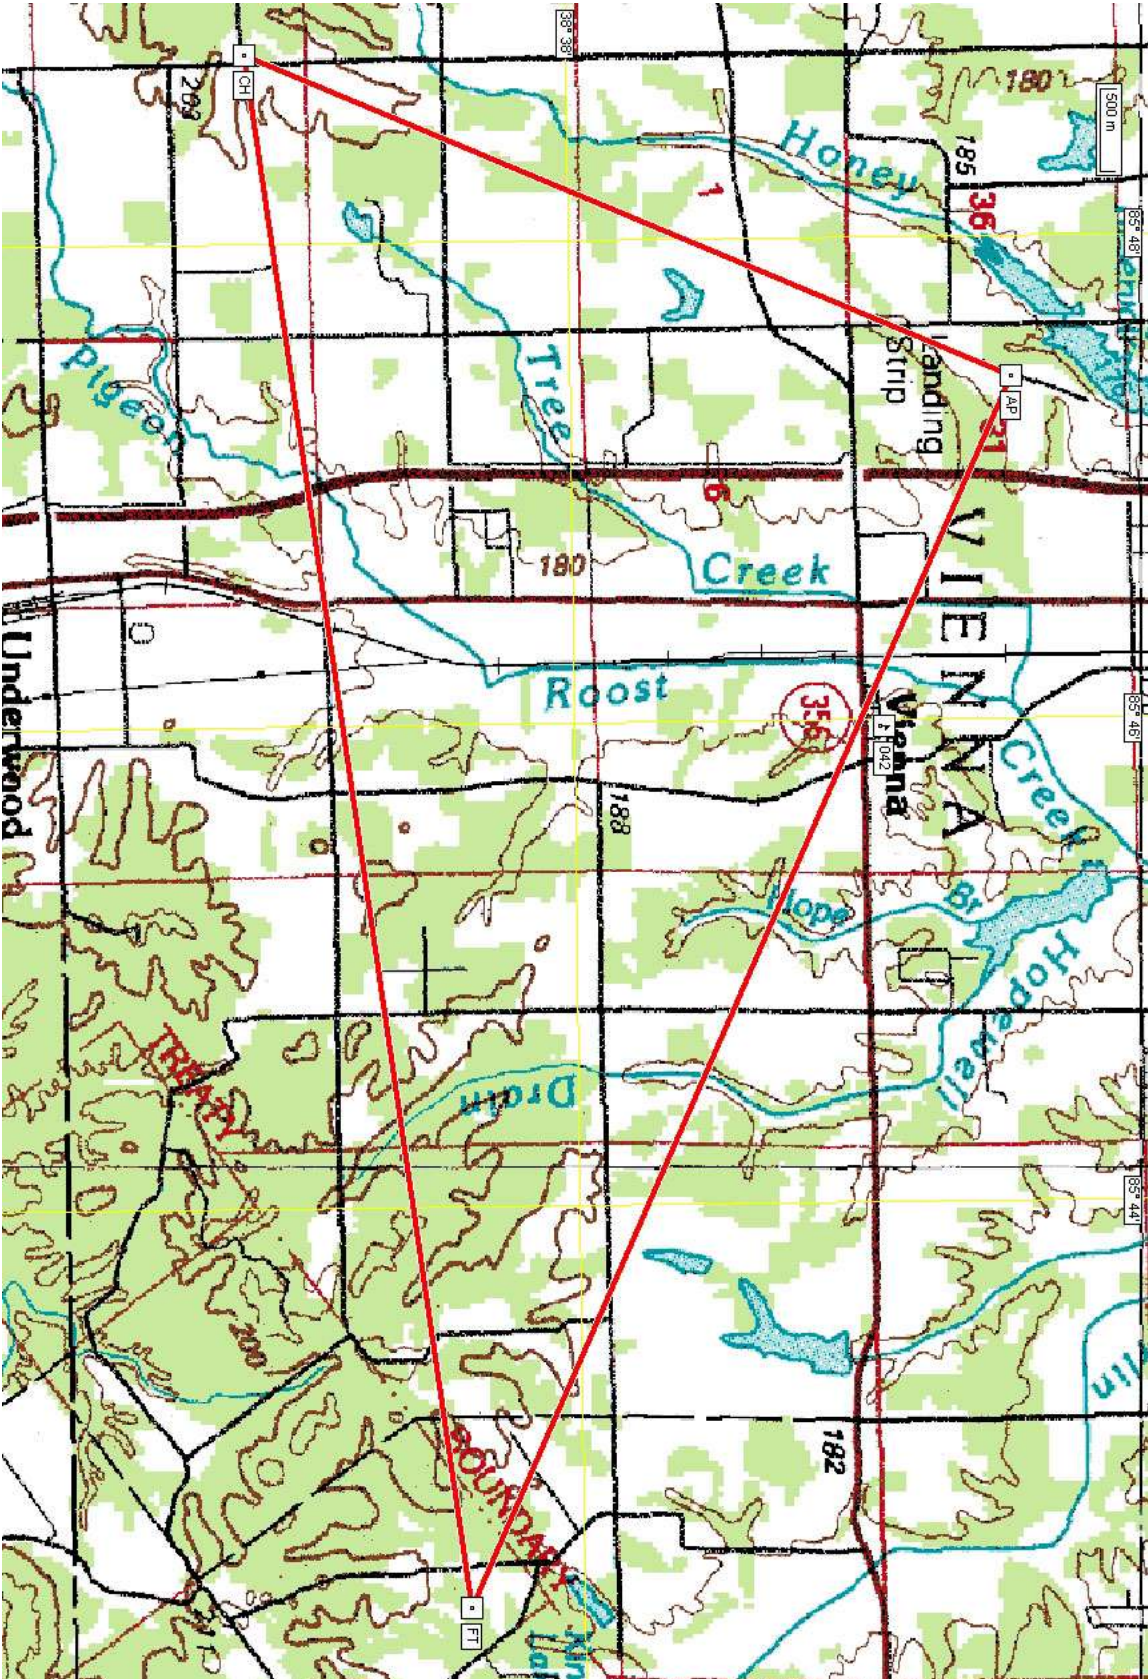 38° 38'
CH
200
180
500 m
Honey
185
36
1
85° 48'
Landing
Strip
AP
31
Tree
Pigeon
6
VIENNA
180
Creek
Roost
356
Vienna
042
85° 46'
Creek
Underwood
188
Hope
Br
Hopewell
Drain
TREATY
85° 44'
200
182
BOUNDARY
FT